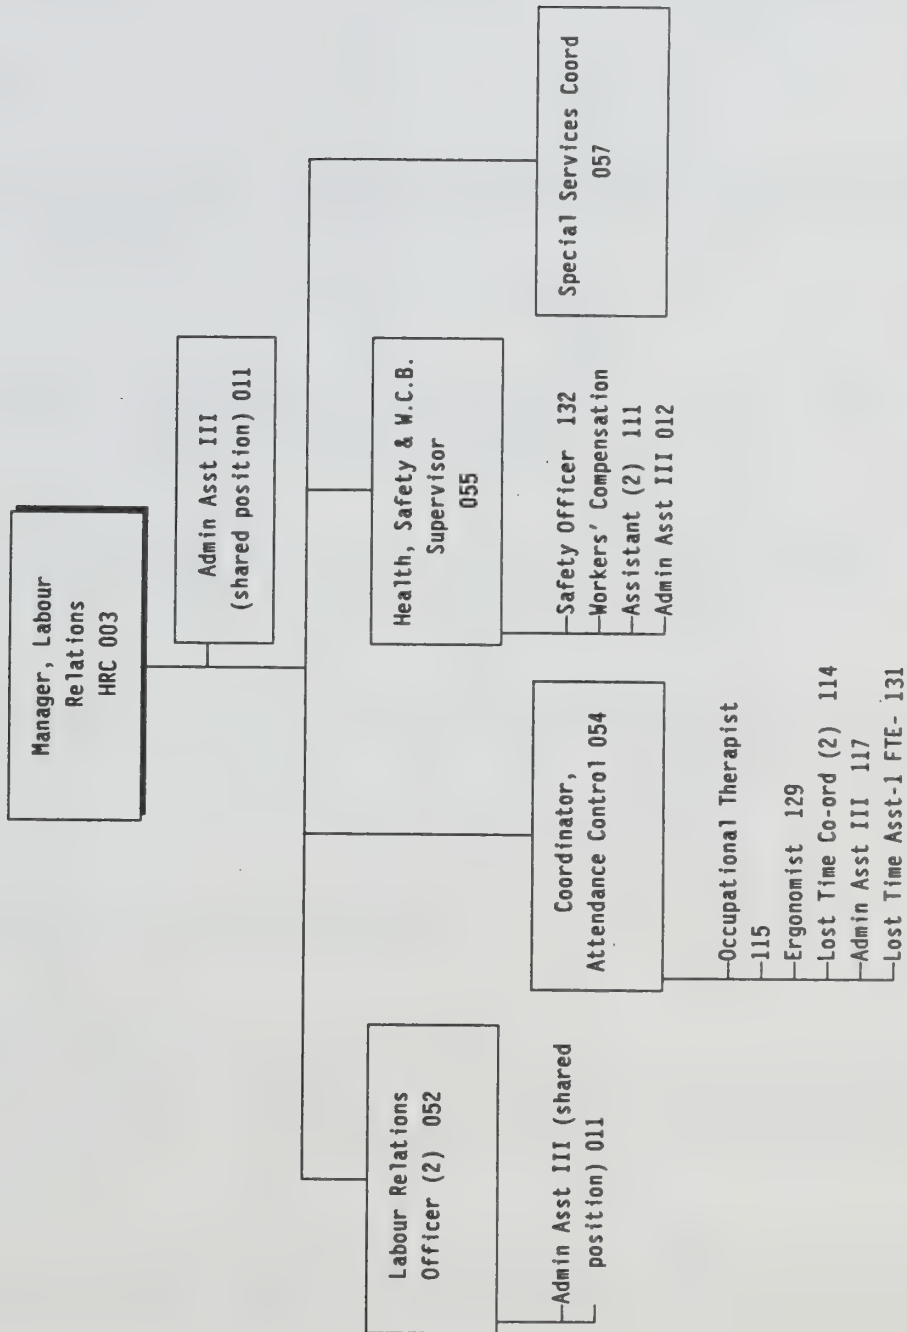 Manager, Labour
Relations
HRC 003
Admin Asst III
(shared position) 011
Labour Relations
Officer (2) 052
Admin Asst III (shared
position) 011
Coordinator,
Attendance Control 054
Occupational Therapist
115
Ergonomist 129
Lost Time Co-ord (2) 114
Admin Asst III 117
Lost Time Asst-1 FTE- 131
Health, Safety & W.C.B.
Supervisor
055
Safety Officer 132
Workers' Compensation
Assistant (2) 111
Admin Asst III 012
Special Services Coord
057